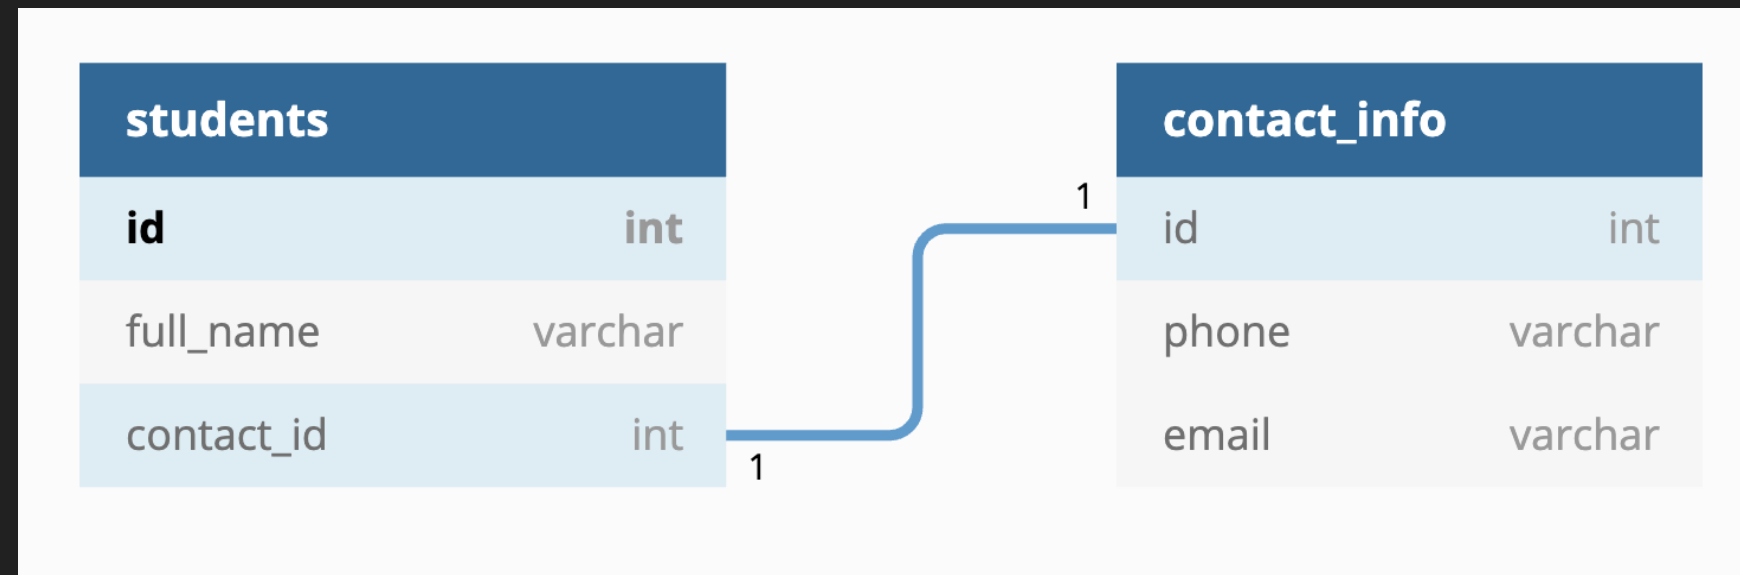 students
id int
full_name varchar
contact_id int
1
1
contact_info
id int
phone varchar
email varchar